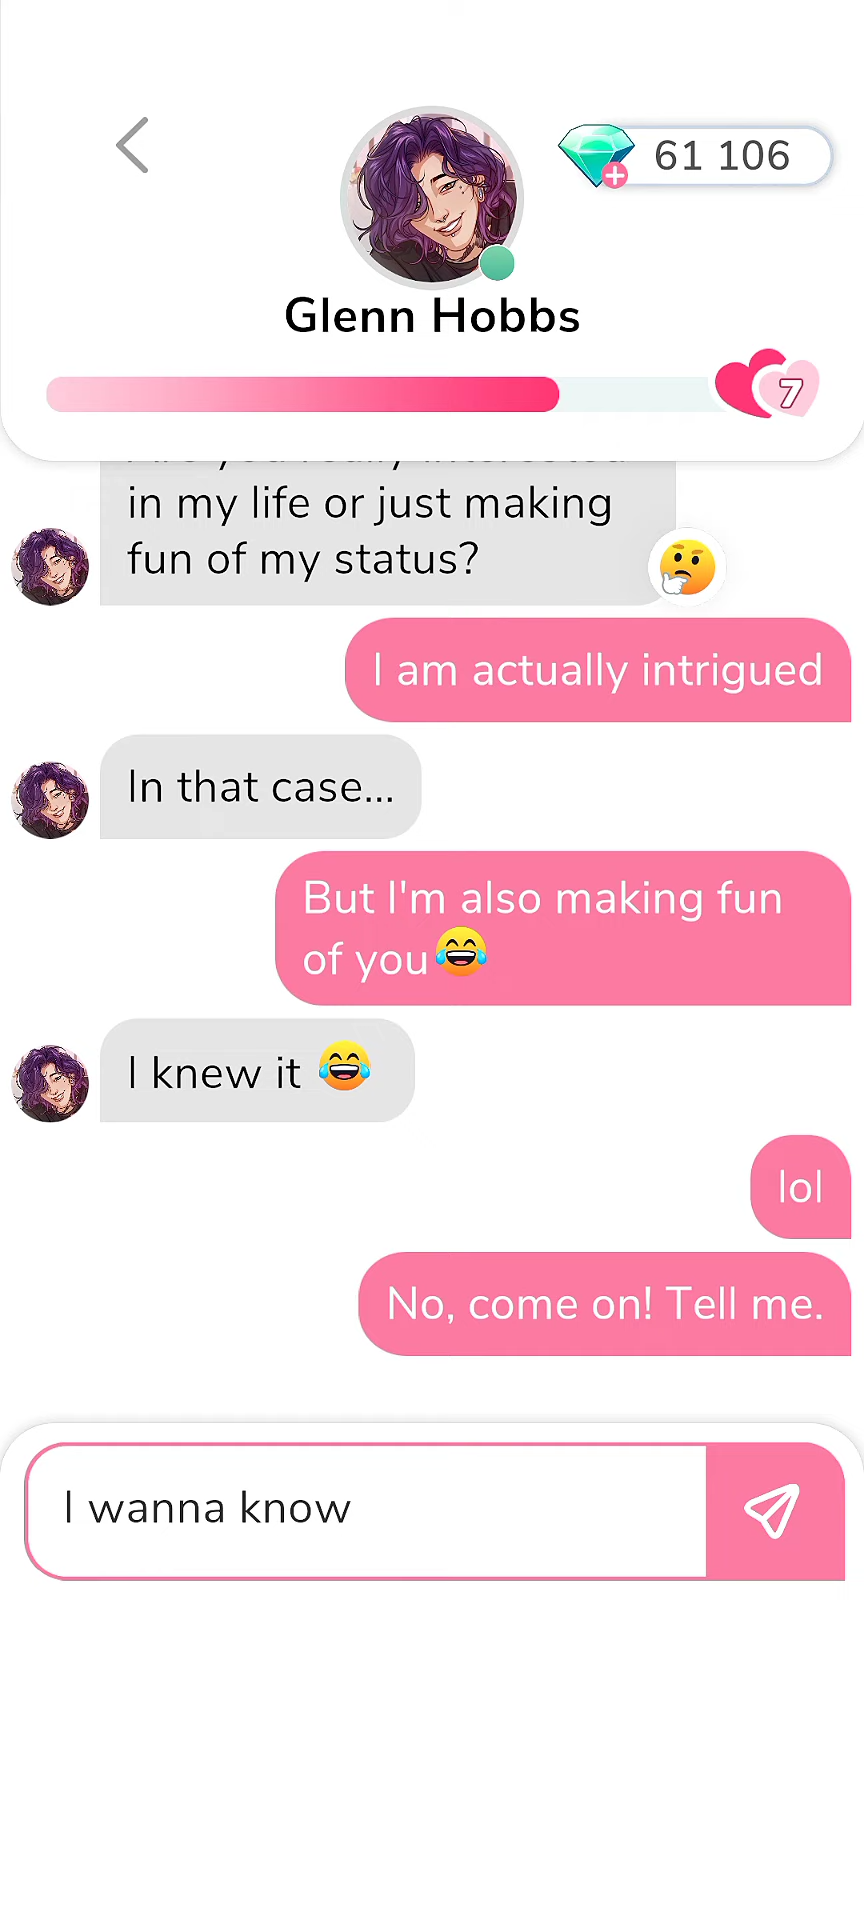 61 106
Glenn Hobbs
7
in my life or just making
fun of my status?
I am actually intrigued
In that case...
But I'm also making fun
of you😂
I knew it 😂
lol
No, come on! Tell me.
I wanna know